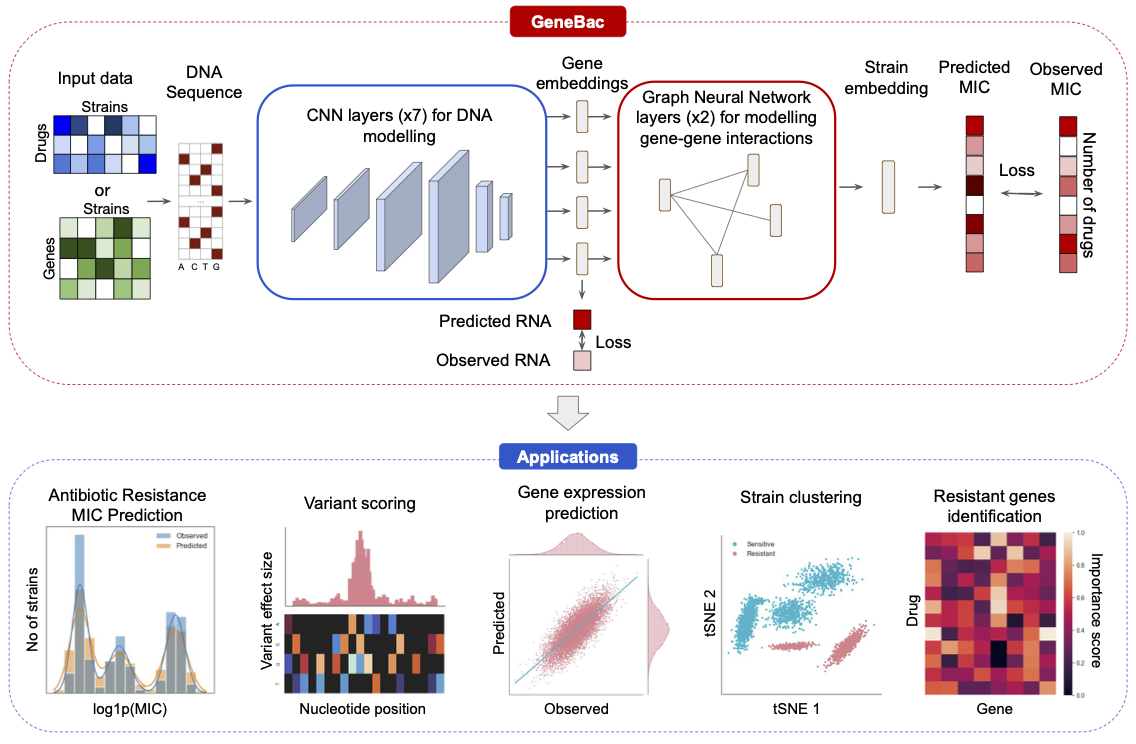 GeneBac
Input data
Strains
Drugs
or
Strains
Genes
DNA
Sequence
...
A C T G
CNN layers (x7) for DNA
modelling
Gene
embeddings
Graph Neural Network
layers (x2) for modelling
gene-gene interactions
Strain
embedding
Predicted
MIC
Observed
MIC
Loss
Number of drugs
Predicted RNA
Loss
Observed RNA
Applications
Antibiotic Resistance
MIC Prediction
Observed
Predicted
No of strains
log1p(MIC)
Variant scoring
Variant effect size
A
C
G
T
Nucleotide position
Gene expression
prediction
Predicted
Observed
Strain clustering
Sensitive
Resistant
tSNE 2
tSNE 1
Resistant genes
identification
Drug
Gene
1.0
0.8
0.6
0.4
0.2
0.0
Importance score